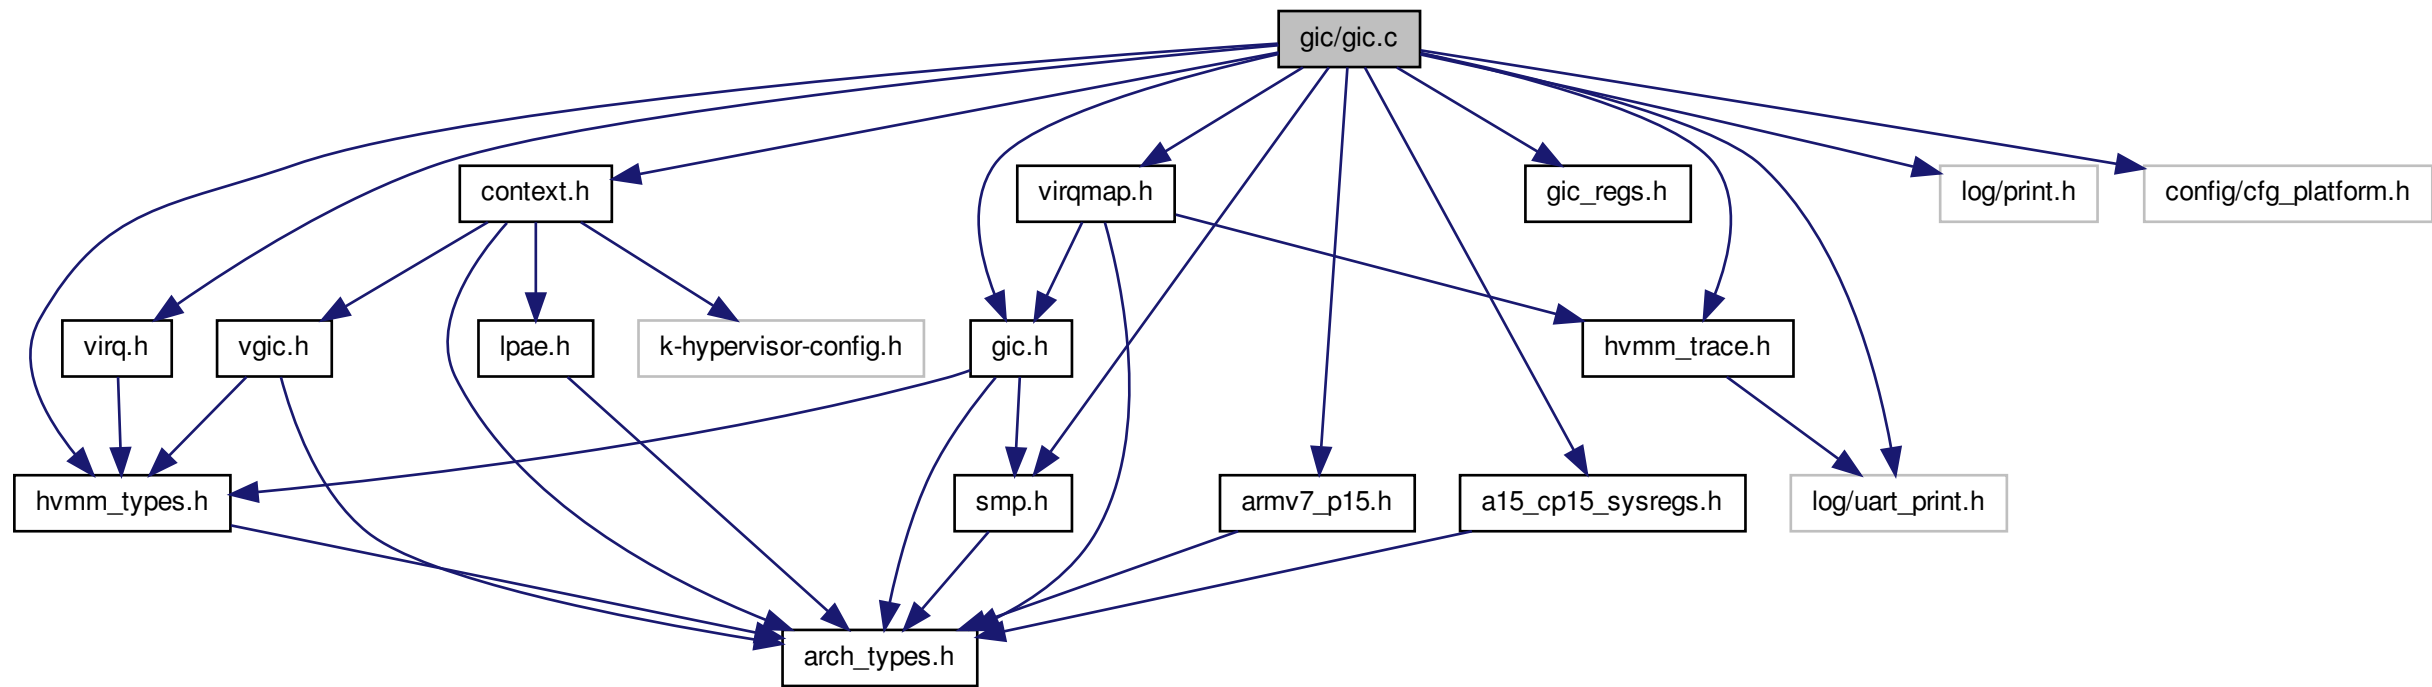 gic/gic.c
context.h
virqmap.h
gic_regs.h
log/print.h
config/cfg_platform.h
virq.h
vgic.h
lpae.h
k-hypervisor-config.h
gic.h
hvmm_trace.h
hvmm_types.h
smp.h
armv7_p15.h
a15_cp15_sysregs.h
log/uart_print.h
arch_types.h